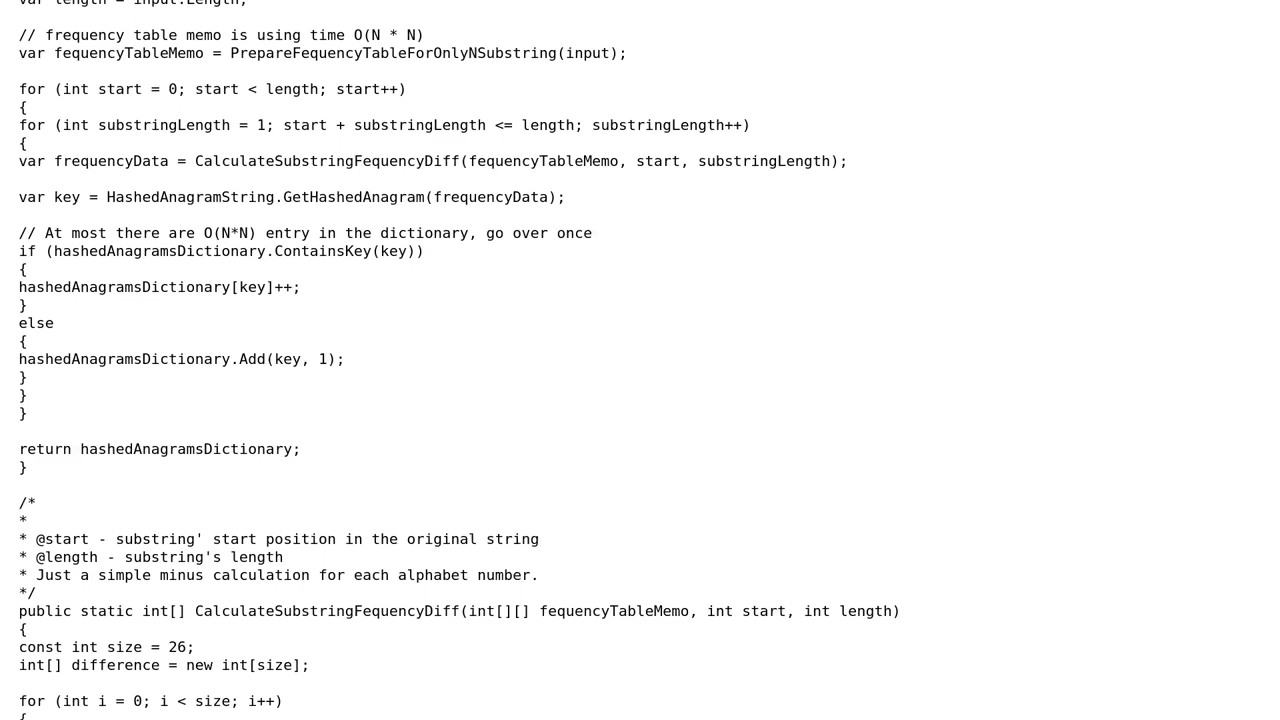 var length = input.Length;
// frequency table memo is using time O(N * N)
var fequencyTableMemo = PrepareFequencyTableForOnlyNSubstring(input);
for (int start = 0; start < length; start++)
{
for (int substringLength = 1; start + substringLength <= length; substringLength++)
{
var frequencyData = CalculateSubstringFequencyDiff(fequencyTableMemo, start, substringLength);
var key = HashedAnagramString.GetHashedAnagram(frequencyData);
// At most there are O(N*N) entry in the dictionary, go over once
if (hashedAnagramsDictionary.ContainsKey(key))
{
hashedAnagramsDictionary[key]++;
}
else
{
hashedAnagramsDictionary.Add(key, 1);
}
}
}
return hashedAnagramsDictionary;
}
/*
*
* @start - substring' start position in the original string
* @length - substring's length
* Just a simple minus calculation for each alphabet number.
*/
public static int[] CalculateSubstringFequencyDiff(int[][] fequencyTableMemo, int start, int length)
{
const int size = 26;
int[] difference = new int[size];
for (int i = 0; i < size; i++)
{